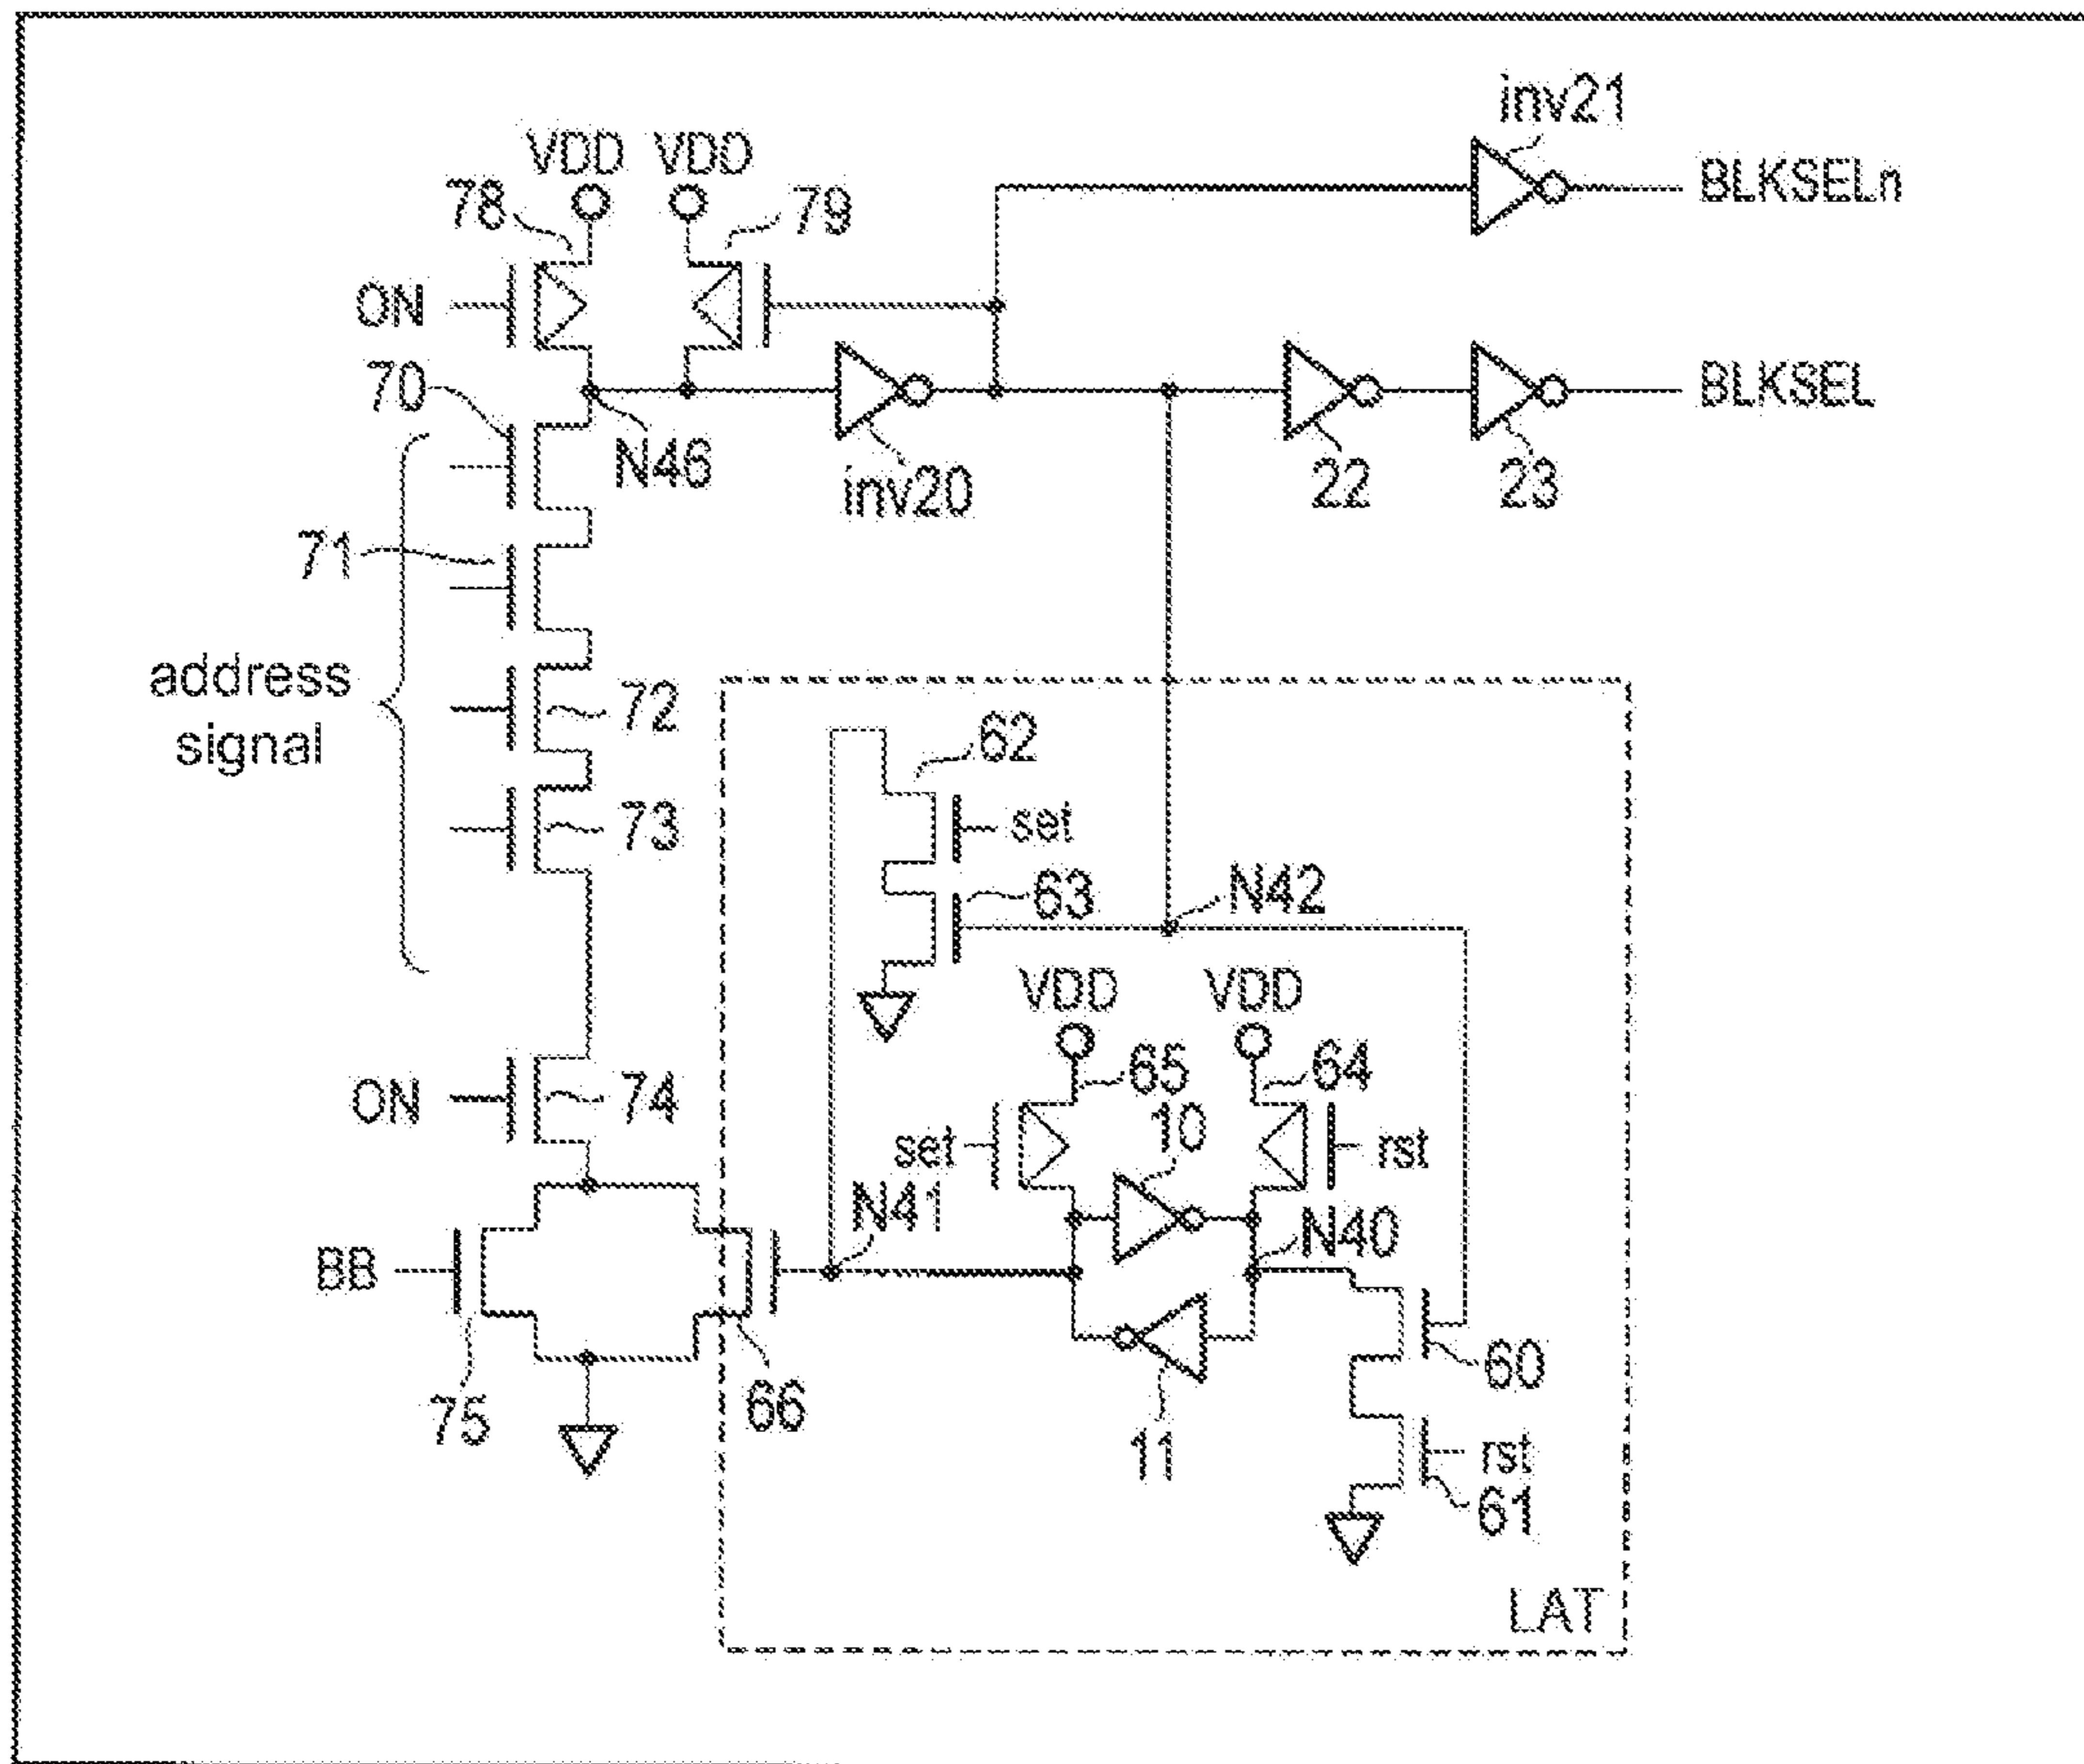 inv21
BLKSELn
VDD
VDD
78
79
ON
70
N46
inv20
22
23
BLKSEL
71
address
signal
72
73
62
set
63
N42
VDD
VDD
ON
74
65
64
10
set
rst
N41
N40
BB
75
66
11
60
rst
61
LAT